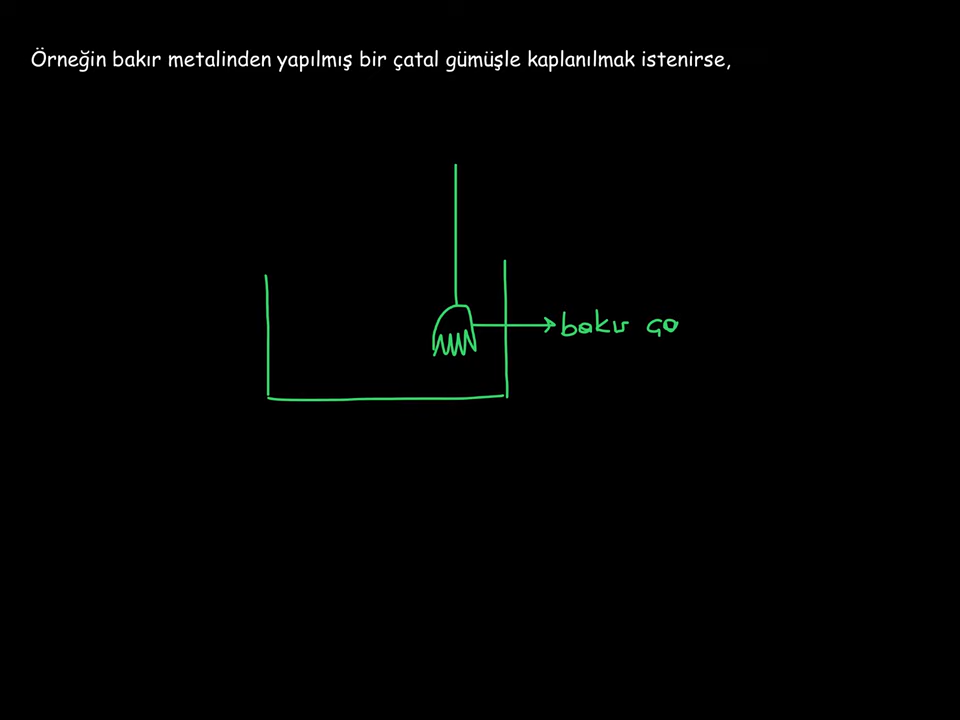 Örneğin bakır metalinden yapılmış bir çatal gümüşle kaplanılmak istenirse,
bakır ça